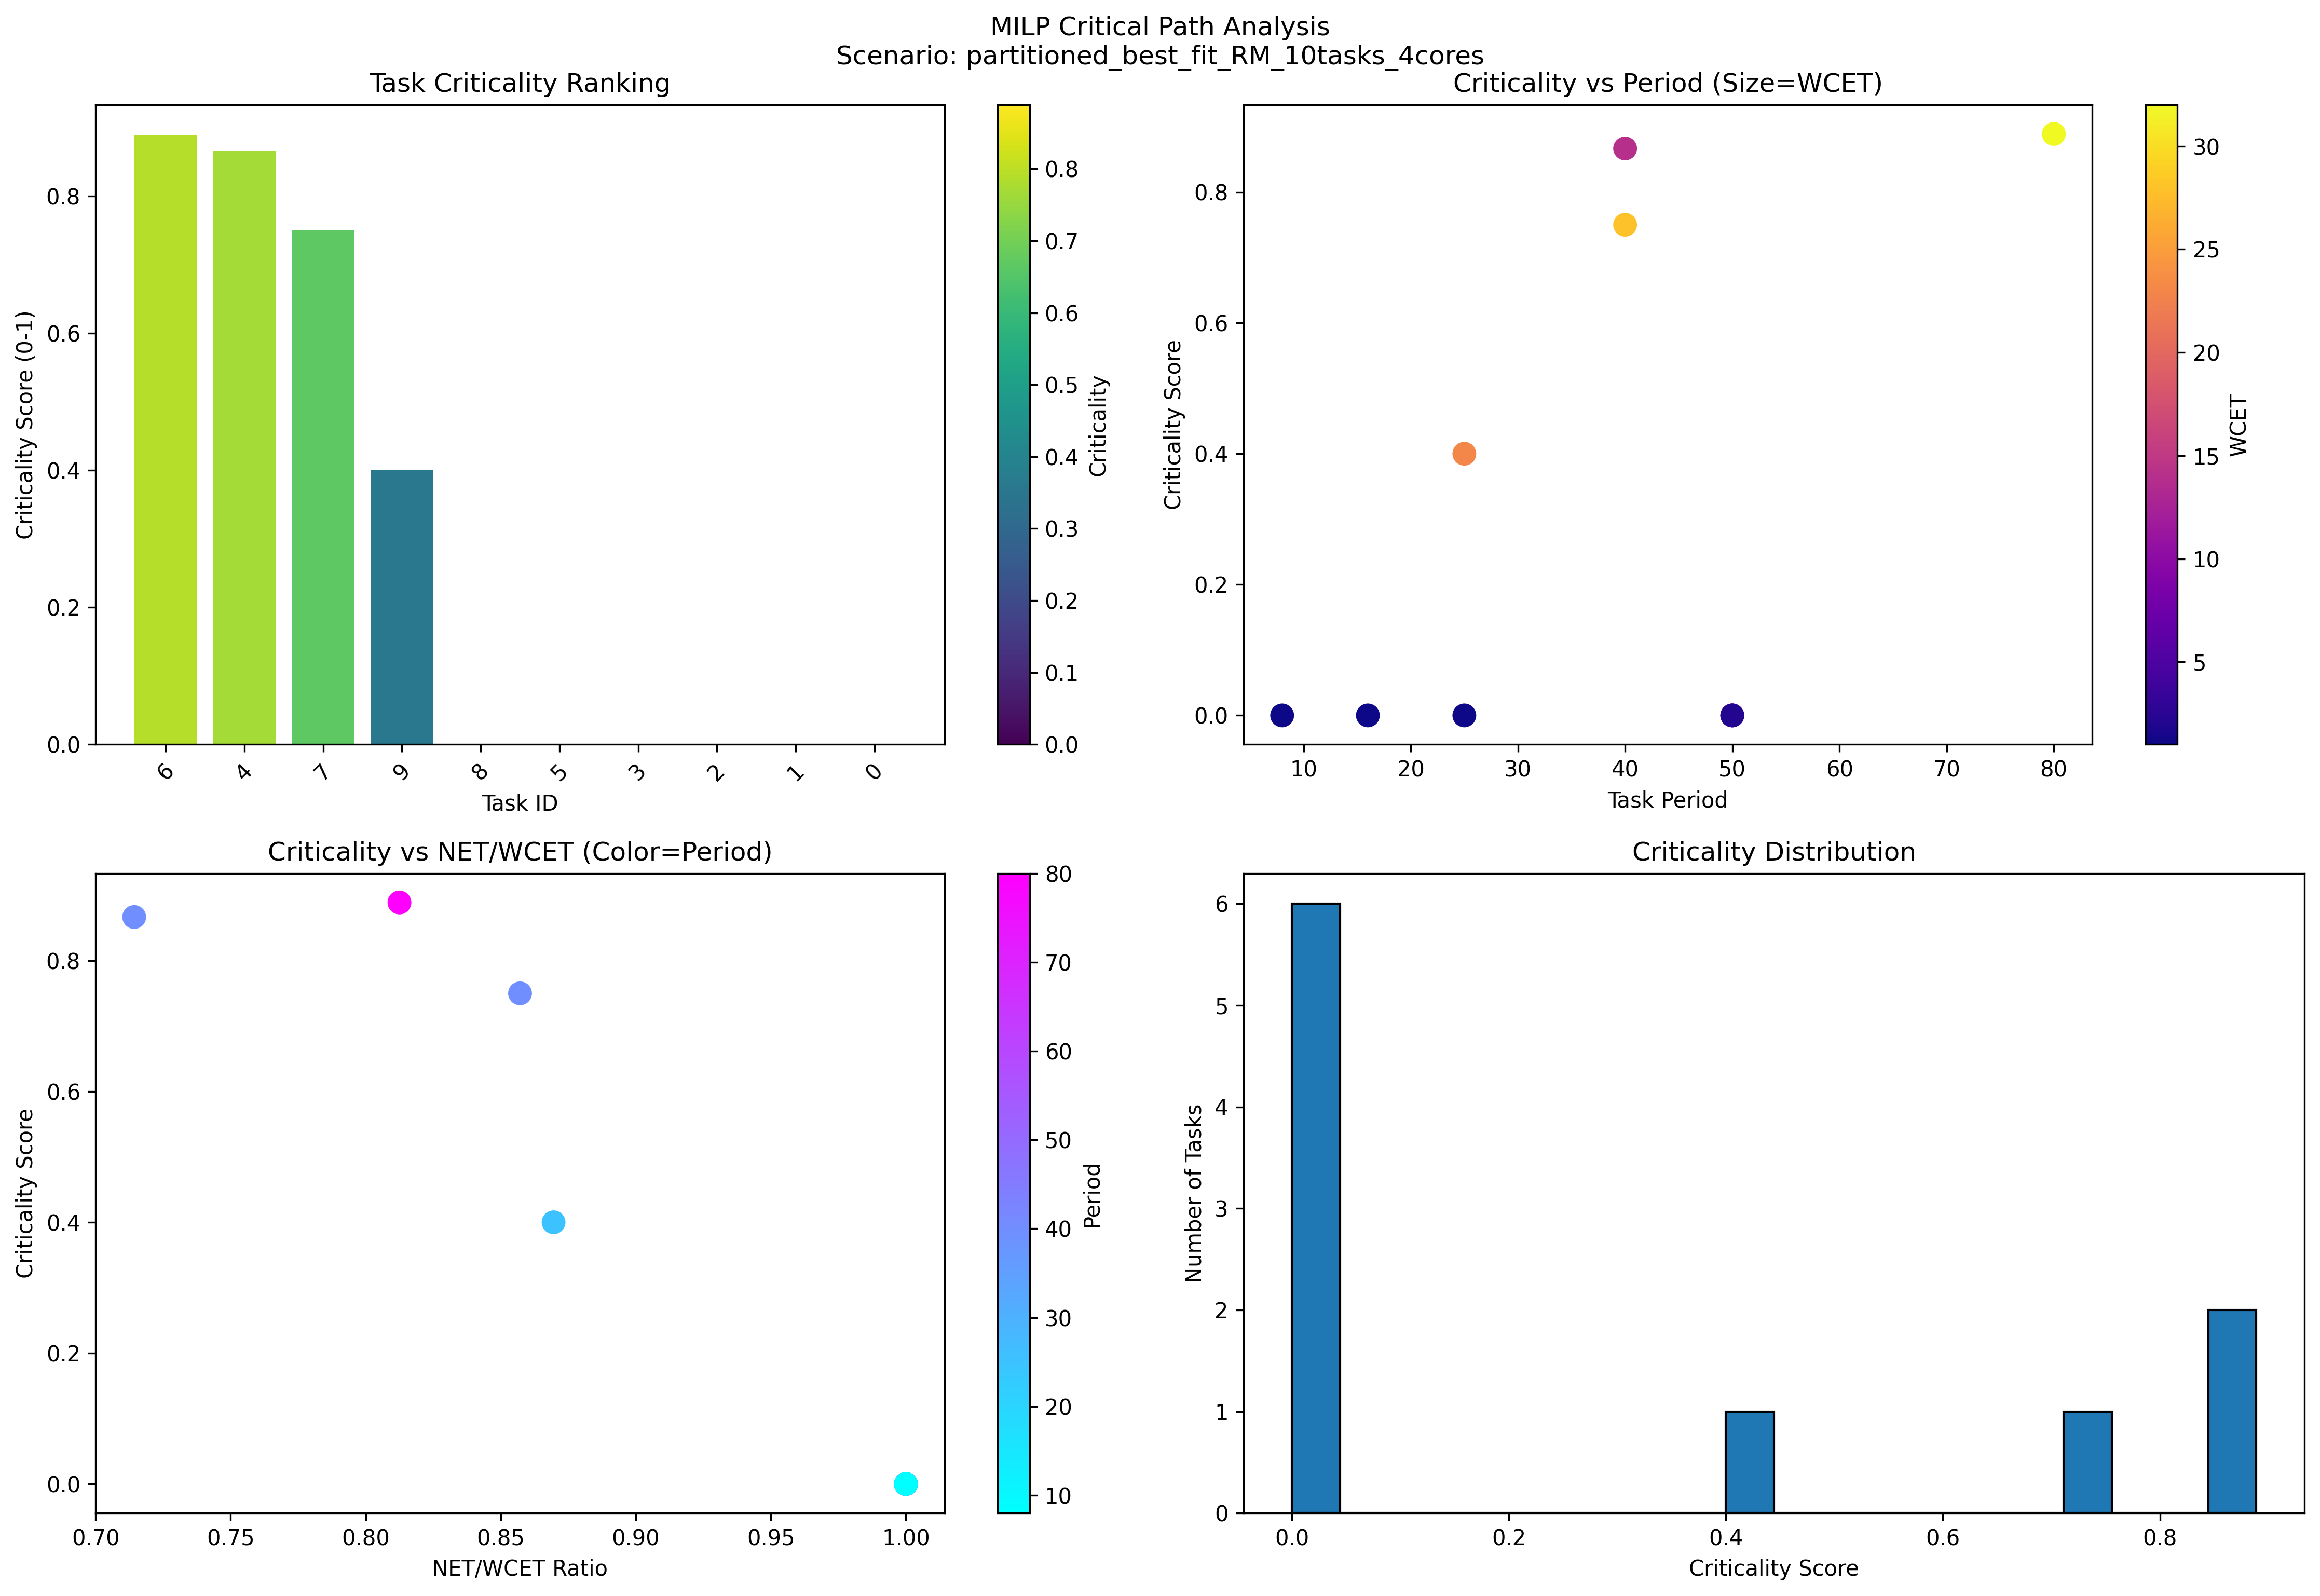 MILP Critical Path Analysis
Scenario: partitioned_best_fit_RM_10tasks_4cores
Task Criticality Ranking
Criticality Score (0-1)
0.8
0.6
0.4
0.2
0.0
6 4 7 9 8 5 3 2 1 0
Task ID
0.8
0.7
0.6
0.5
0.4
0.3
0.2
0.1
0.0
Criticality
Criticality vs Period (Size=WCET)
Criticality Score
0.8
0.6
0.4
0.2
0.0
10 20 30 40 50 60 70 80
Task Period
30
25
20
15
10
5
WCET
Criticality vs NET/WCET (Color=Period)
Criticality Score
0.8
0.6
0.4
0.2
0.0
0.70 0.75 0.80 0.85 0.90 0.95 1.00
NET/WCET Ratio
80
70
60
50
40
30
20
10
Period
Criticality Distribution
Number of Tasks
6
5
4
3
2
1
0
0.0 0.2 0.4 0.6 0.8
Criticality Score